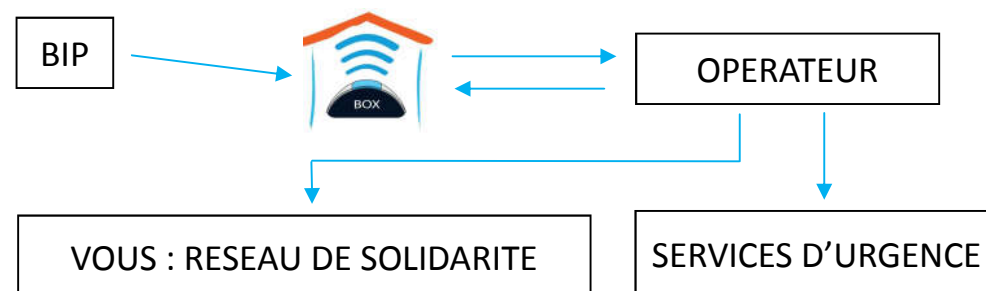 BIP
BOX
OPERATEUR
VOUS : RESEAU DE SOLIDARITE
SERVICES D’URGENCE